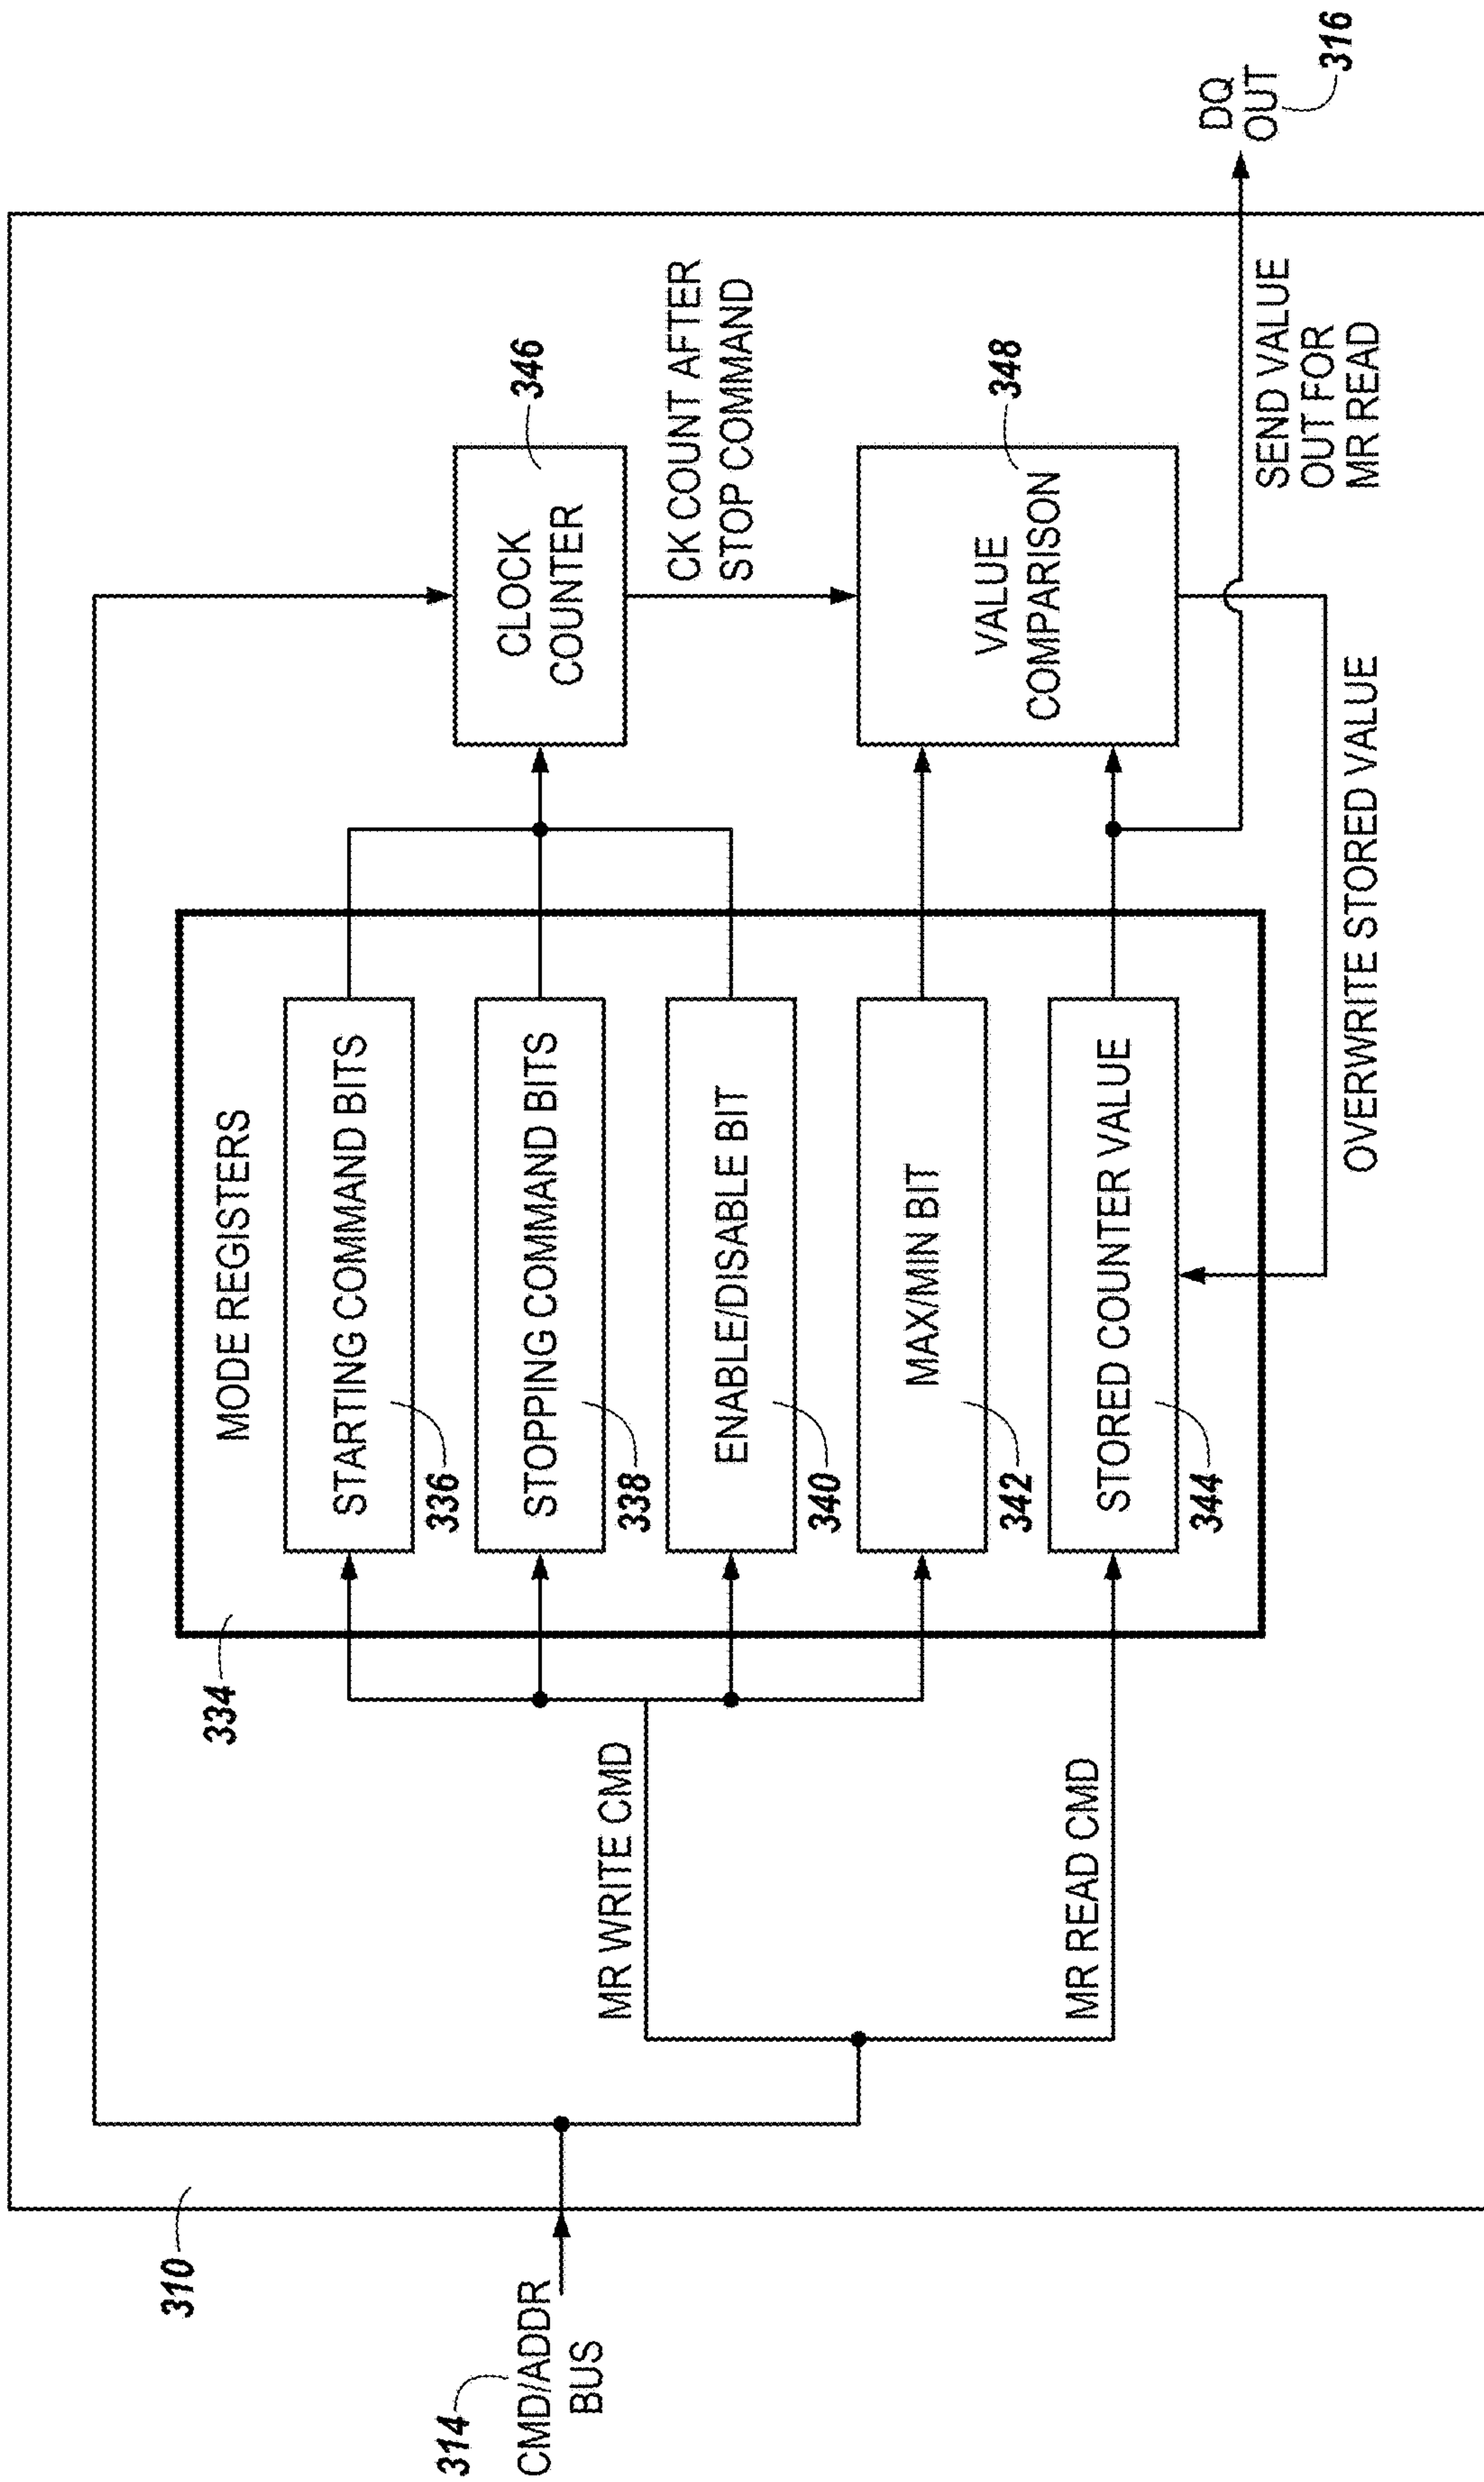 310
314
CMD/ADDR
BUS
334
MODE REGISTERS
STARTING COMMAND BITS
336
STOPPING COMMAND BITS
338
ENABLE/DISABLE BIT
340
MAX/MIN BIT
342
STORED COUNTER VALUE
344
MR WRITE CMD
MR READ CMD
CLOCK
COUNTER
346
CK COUNT AFTER
STOP COMMAND
VALUE
COMPARISON
348
OVERWRITE STORED VALUE
SEND VALUE
OUT FOR
MR READ
DQ
OUT
316